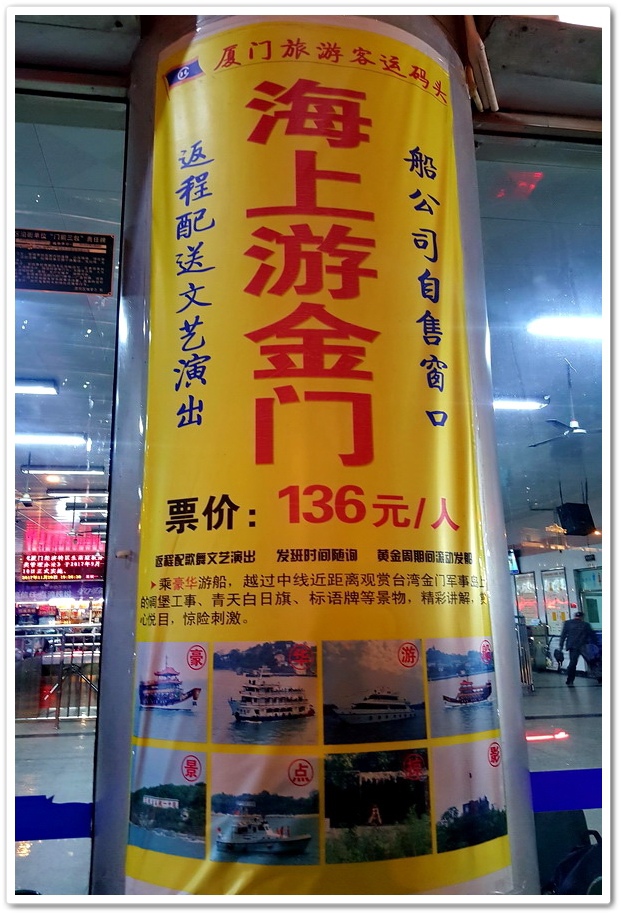 厦门旅游客运码头
海上游金门
船公司自售窗口
返程配送文艺演出
票价：136元/人
返程配歌舞文艺演出 发班时间随询 黄金周期间流动发船
乘豪华游船，越过中线近距离观赏台湾金门军事岛上
的碉堡工事、青天白日旗、标语牌等景物，精彩讲解，赏
心悦目，惊险刺激。
豪 华 游 船
景 点